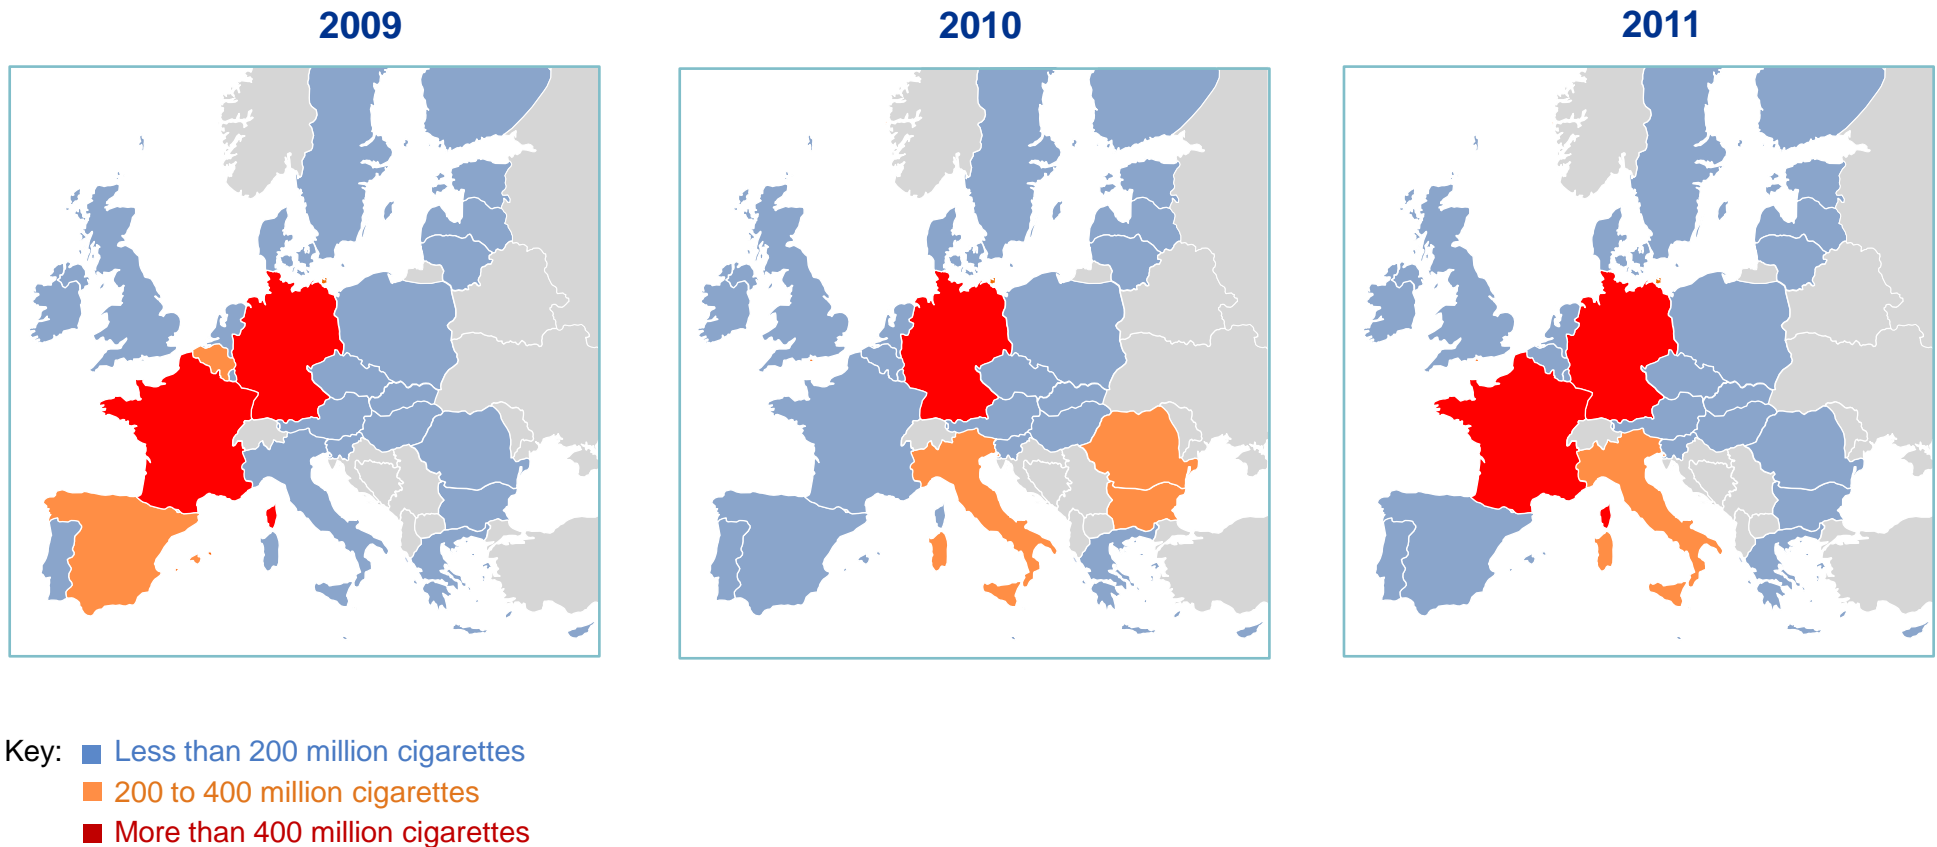 2009
2010
2011
Key:
Less than 200 million cigarettes
200 to 400 million cigarettes
More than 400 million cigarettes